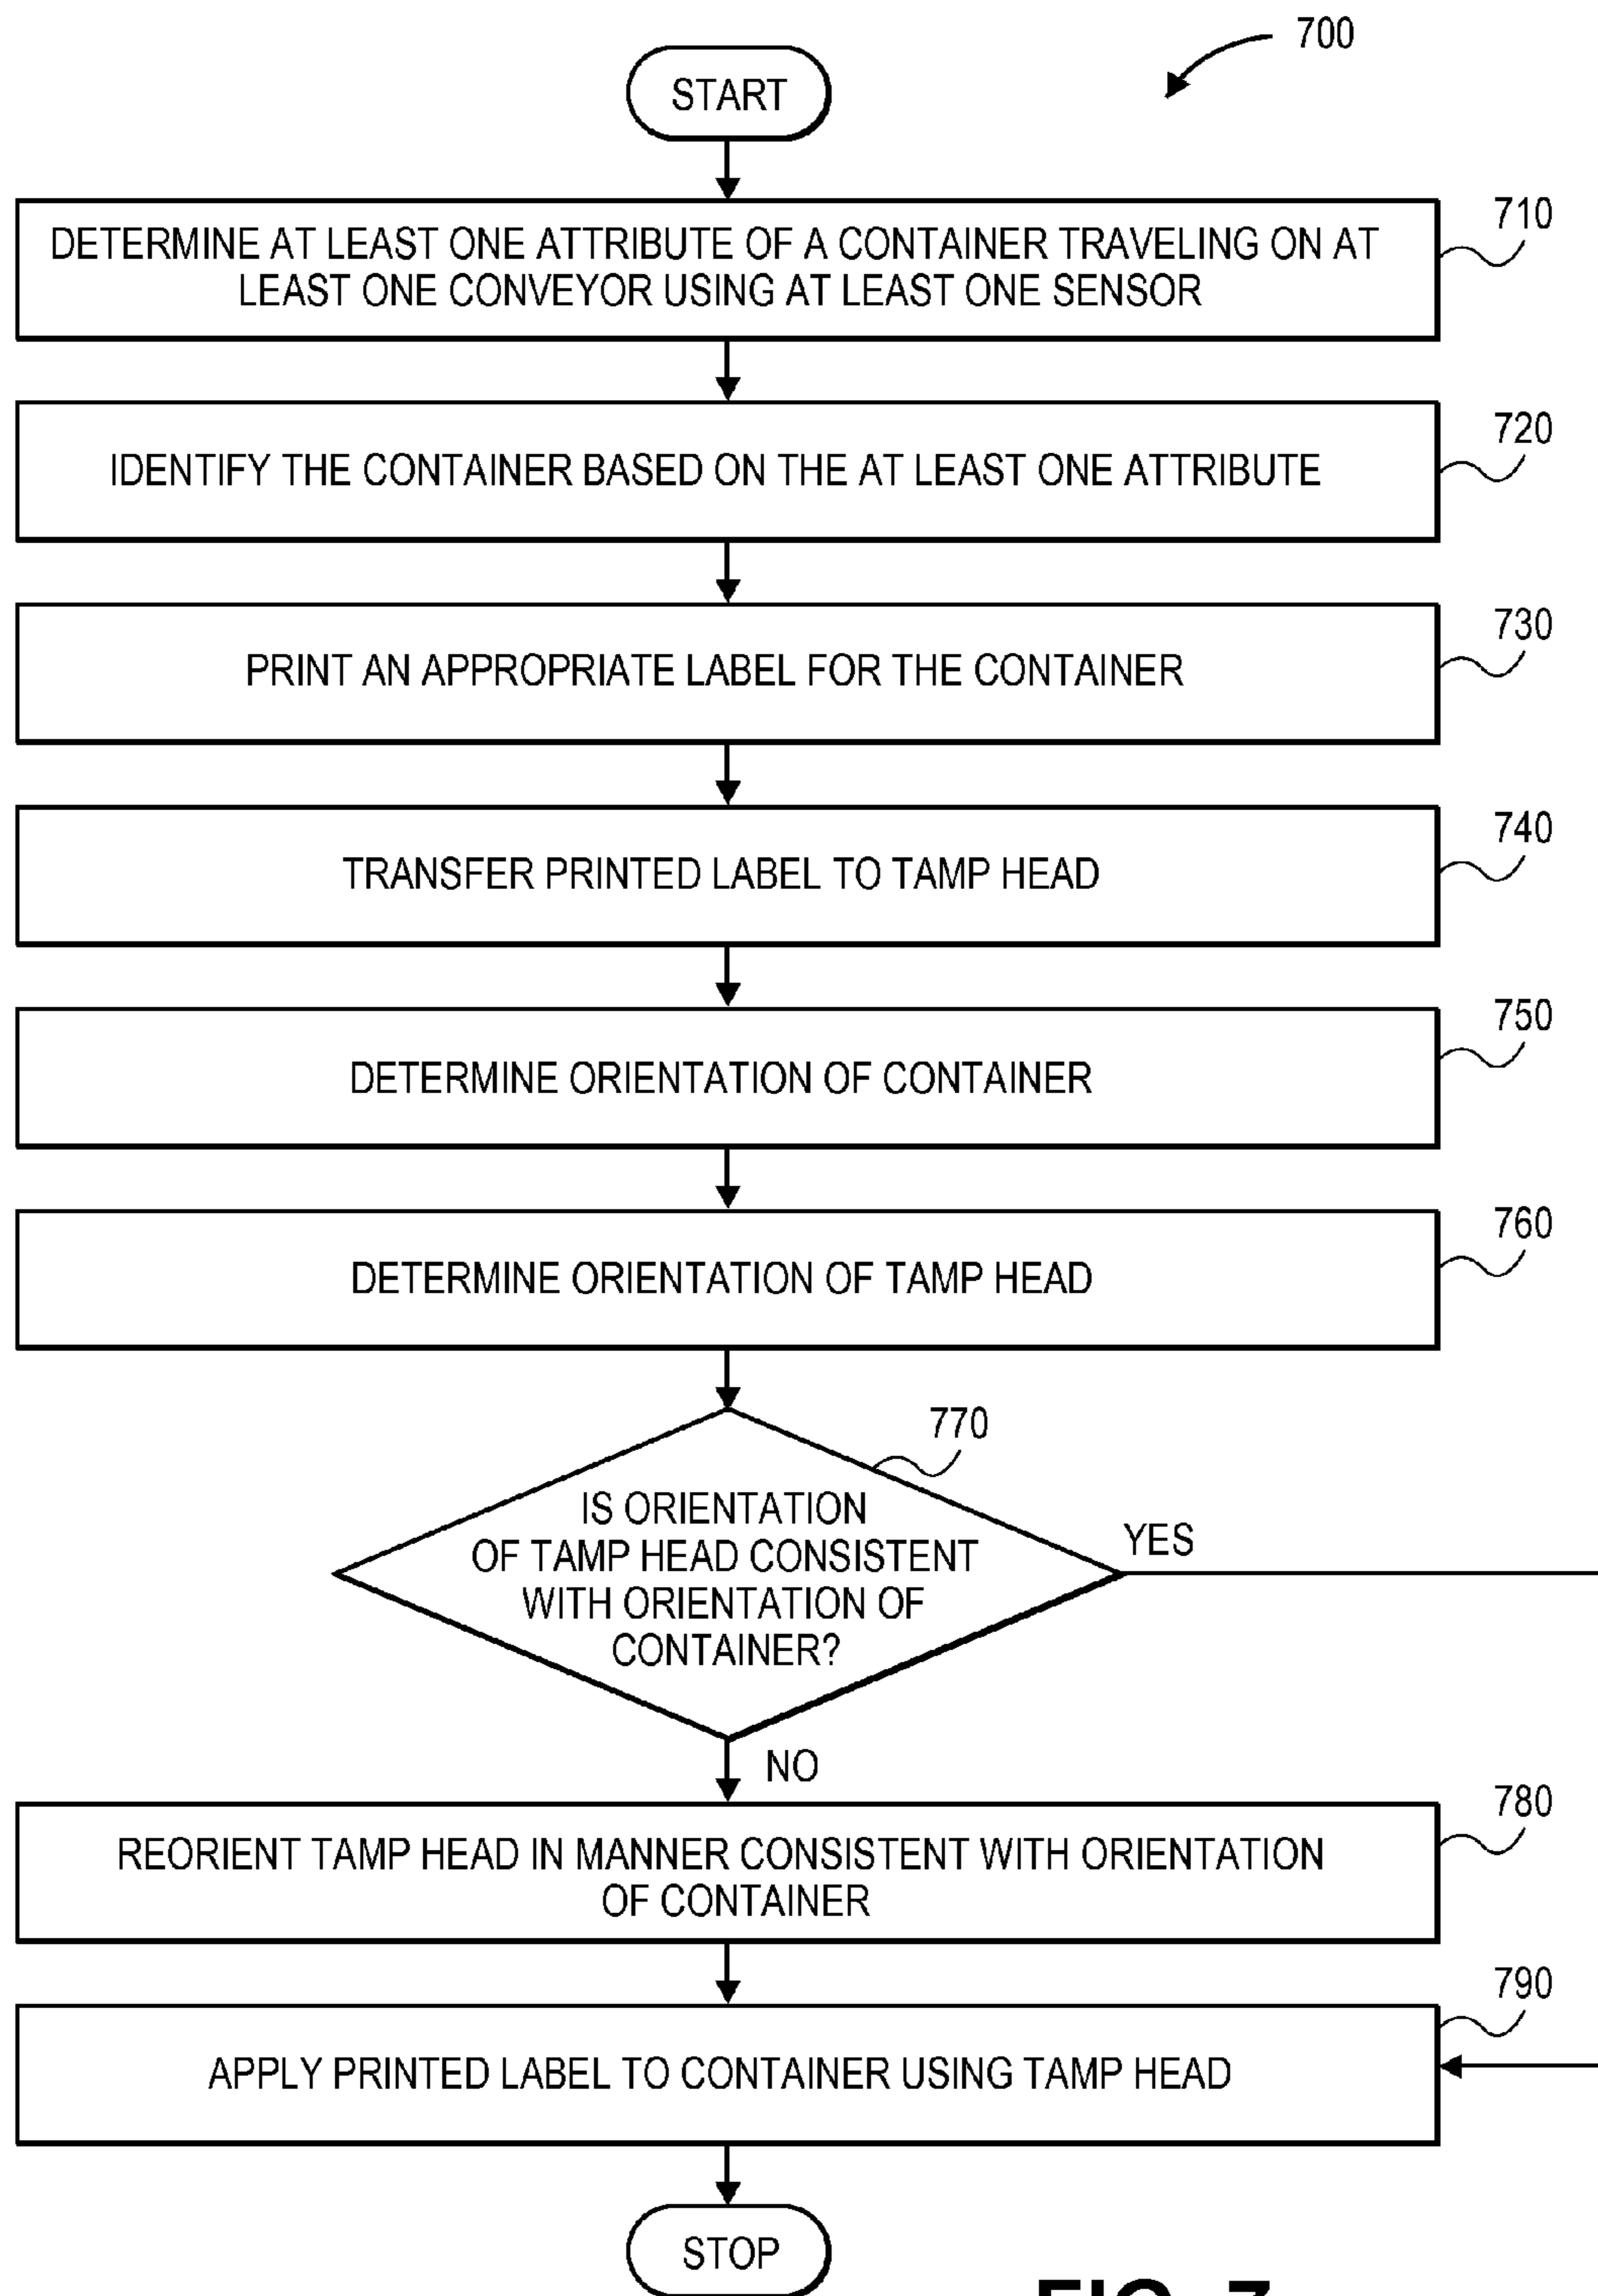 700
START
710
DETERMINE AT LEAST ONE ATTRIBUTE OF A CONTAINER TRAVELING ON AT
LEAST ONE CONVEYOR USING AT LEAST ONE SENSOR
720
IDENTIFY THE CONTAINER BASED ON THE AT LEAST ONE ATTRIBUTE
730
PRINT AN APPROPRIATE LABEL FOR THE CONTAINER
740
TRANSFER PRINTED LABEL TO TAMP HEAD
750
DETERMINE ORIENTATION OF CONTAINER
760
DETERMINE ORIENTATION OF TAMP HEAD
770
IS ORIENTATION
OF TAMP HEAD CONSISTENT
WITH ORIENTATION OF
CONTAINER?
YES
NO
780
REORIENT TAMP HEAD IN MANNER CONSISTENT WITH ORIENTATION
OF CONTAINER
790
APPLY PRINTED LABEL TO CONTAINER USING TAMP HEAD
STOP
FIG. 7